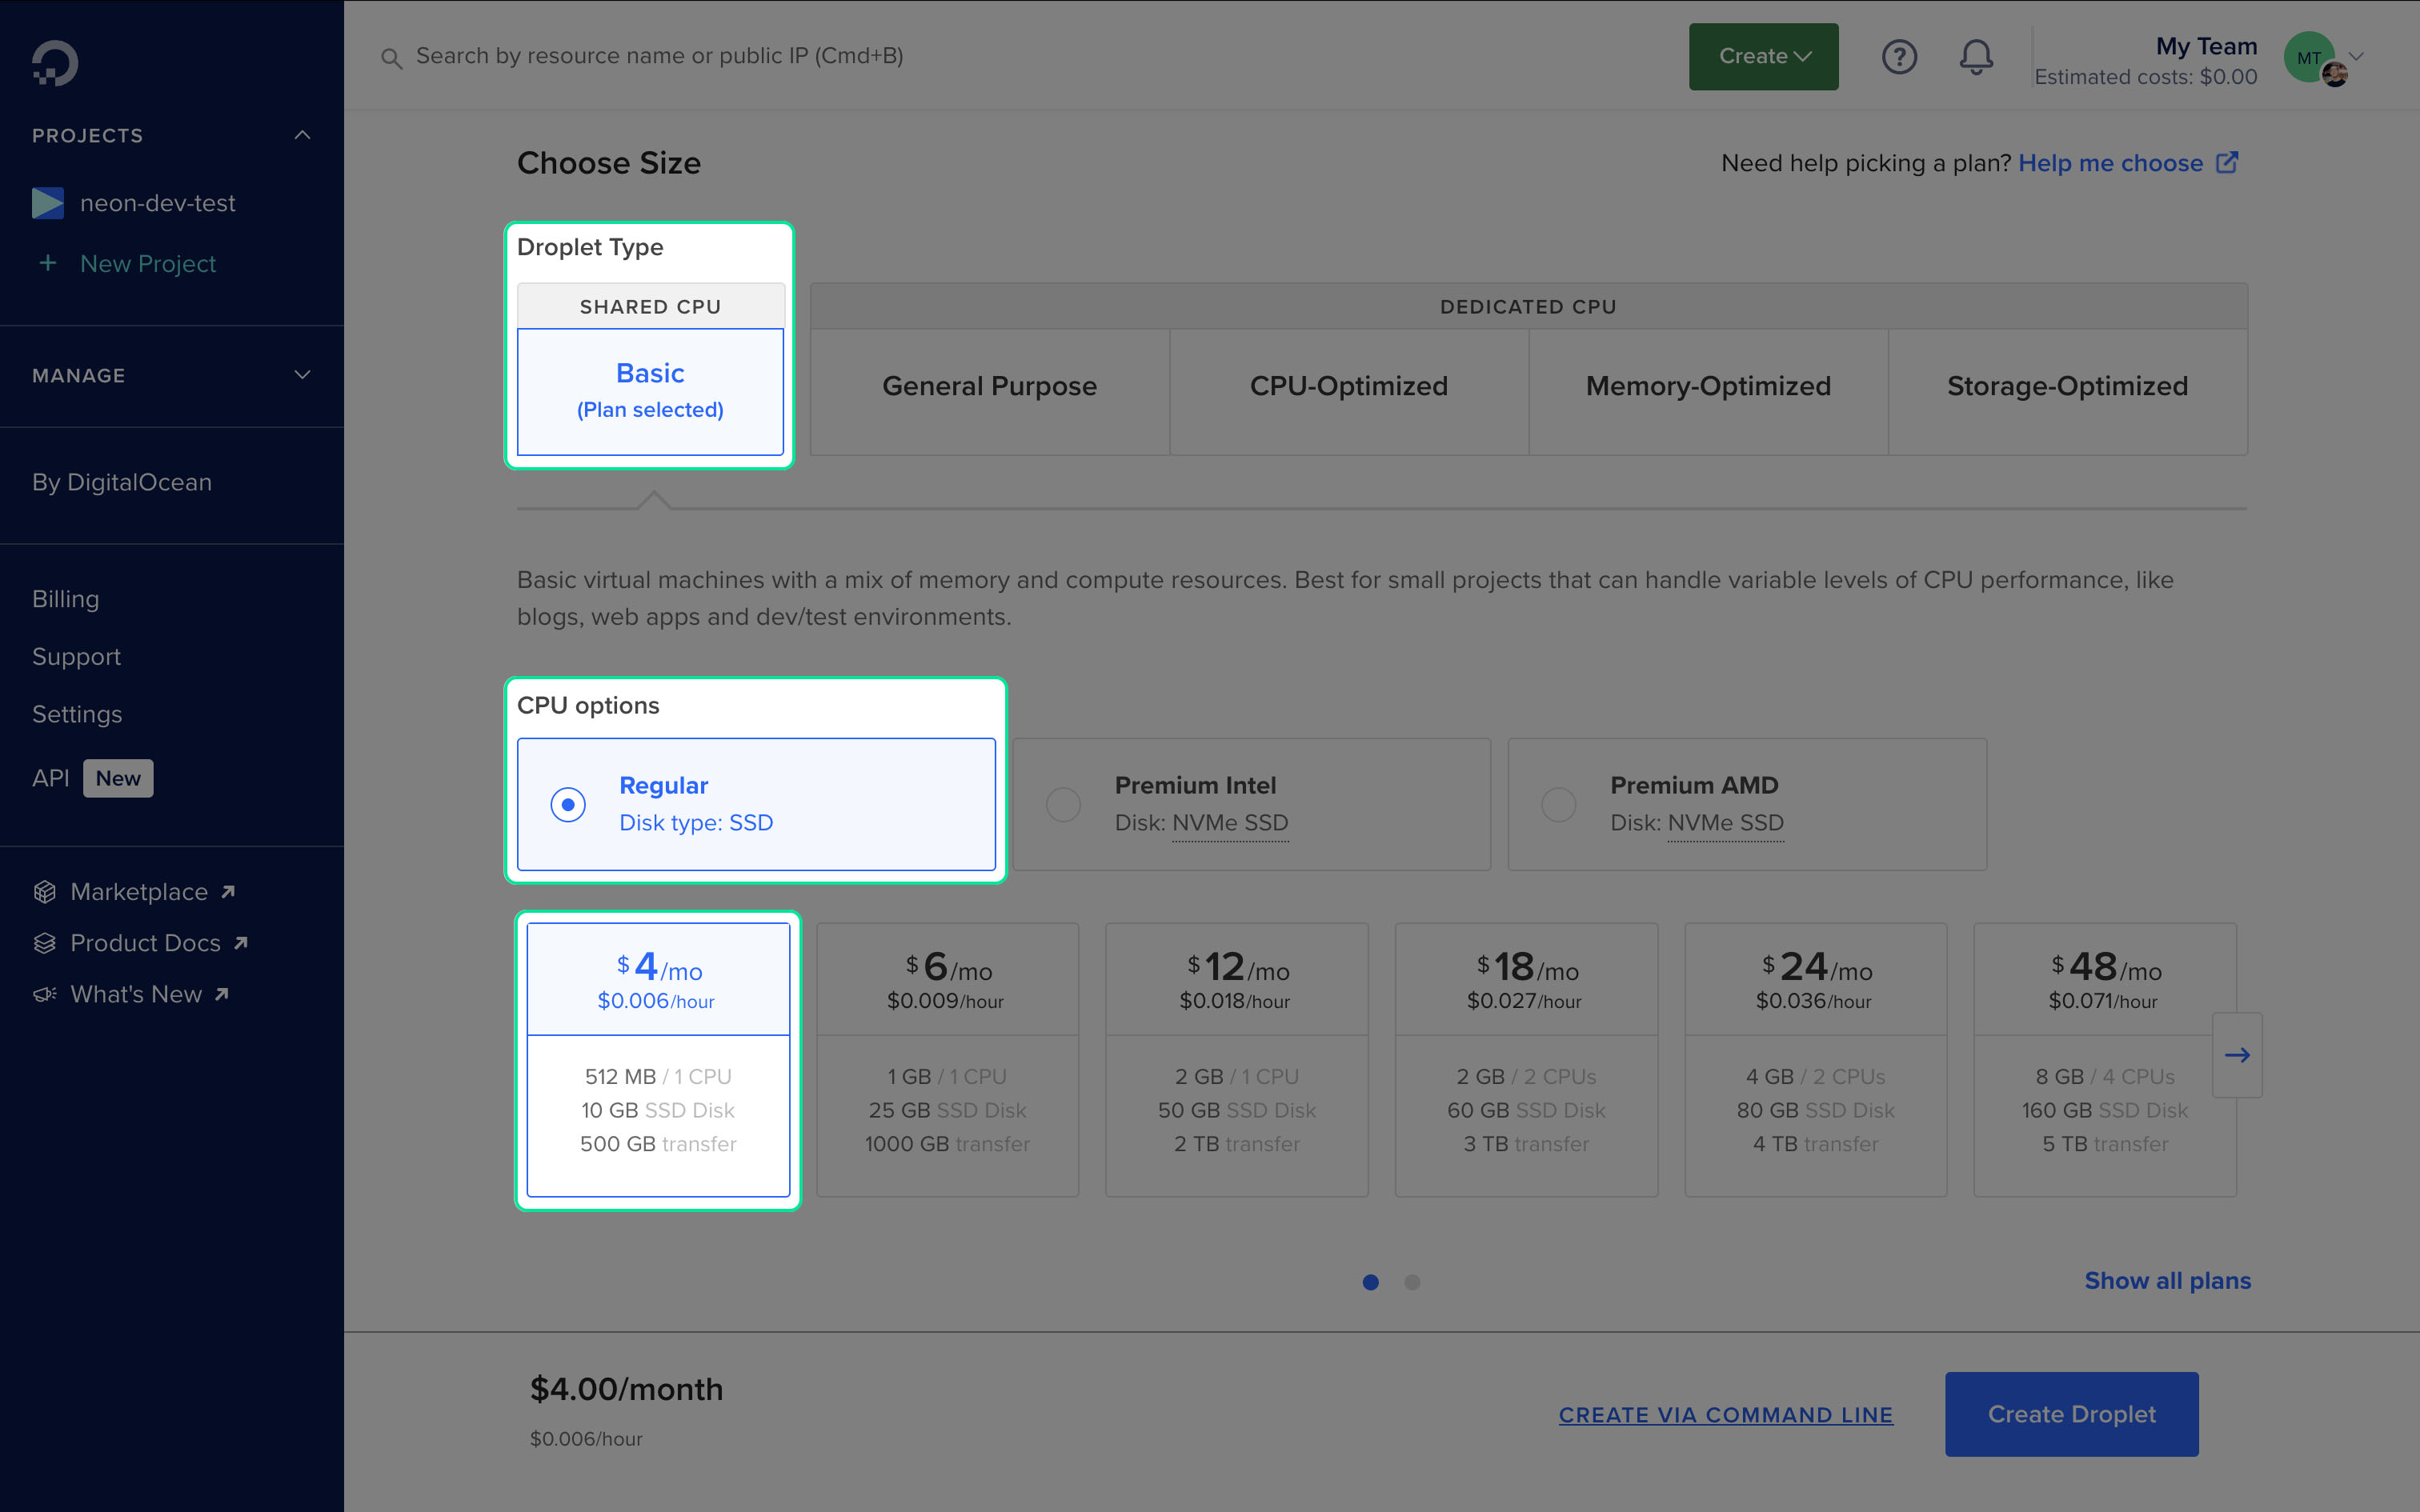 Search by resource name or public IP (Cmd+B)
Create
My Team
Estimated costs: $0.00
MT
PROJECTS
neon-dev-test
+ New Project
MANAGE
By DigitalOcean
Billing
Support
Settings
API New
Marketplace
Product Docs
What's New
Choose Size
Need help picking a plan? Help me choose
Droplet Type
SHARED CPU
DEDICATED CPU
Basic
(Plan selected)
General Purpose
CPU-Optimized
Memory-Optimized
Storage-Optimized
Basic virtual machines with a mix of memory and compute resources. Best for small projects that can handle variable levels of CPU performance, like
blogs, web apps and dev/test environments.
CPU options
Regular
Disk type: SSD
Premium Intel
Disk: NVMe SSD
Premium AMD
Disk: NVMe SSD
$4/mo
$0.006/hour
512 MB / 1 CPU
10 GB SSD Disk
500 GB transfer
$6/mo
$0.009/hour
1 GB / 1 CPU
25 GB SSD Disk
1000 GB transfer
$12/mo
$0.018/hour
2 GB / 1 CPU
50 GB SSD Disk
2 TB transfer
$18/mo
$0.027/hour
2 GB / 2 CPUs
60 GB SSD Disk
3 TB transfer
$24/mo
$0.036/hour
4 GB / 2 CPUs
80 GB SSD Disk
4 TB transfer
$48/mo
$0.071/hour
8 GB / 4 CPUs
160 GB SSD Disk
5 TB transfer
Show all plans
$4.00/month
$0.006/hour
CREATE VIA COMMAND LINE
Create Droplet